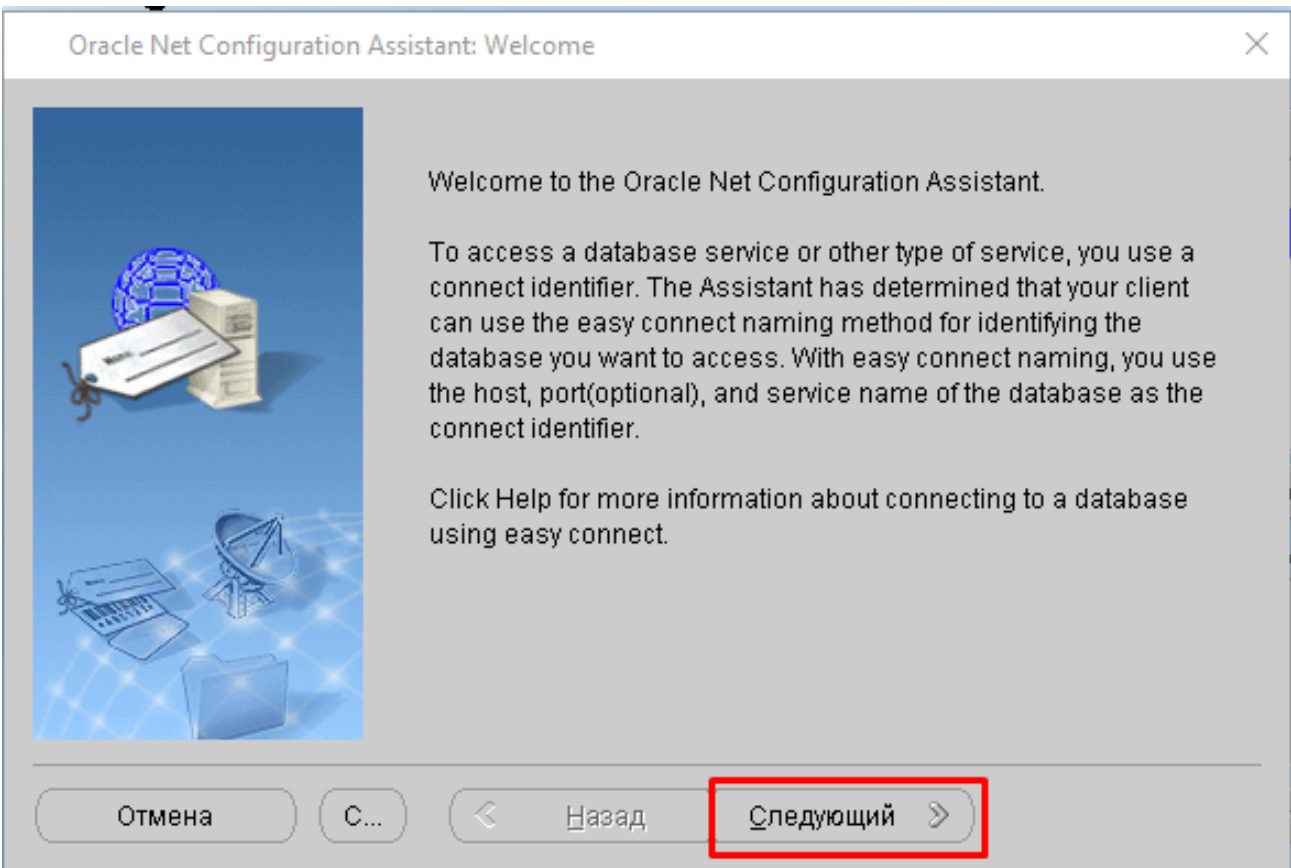 Oracle Net Configuration Assistant: Welcome
Welcome to the Oracle Net Configuration Assistant.
To access a database service or other type of service, you use a
connect identifier. The Assistant has determined that your client
can use the easy connect naming method for identifying the
database you want to access. With easy connect naming, you use
the host, port(optional), and service name of the database as the
connect identifier.
Click Help for more information about connecting to a database
using easy connect.
Отмена С... Назад Следующий